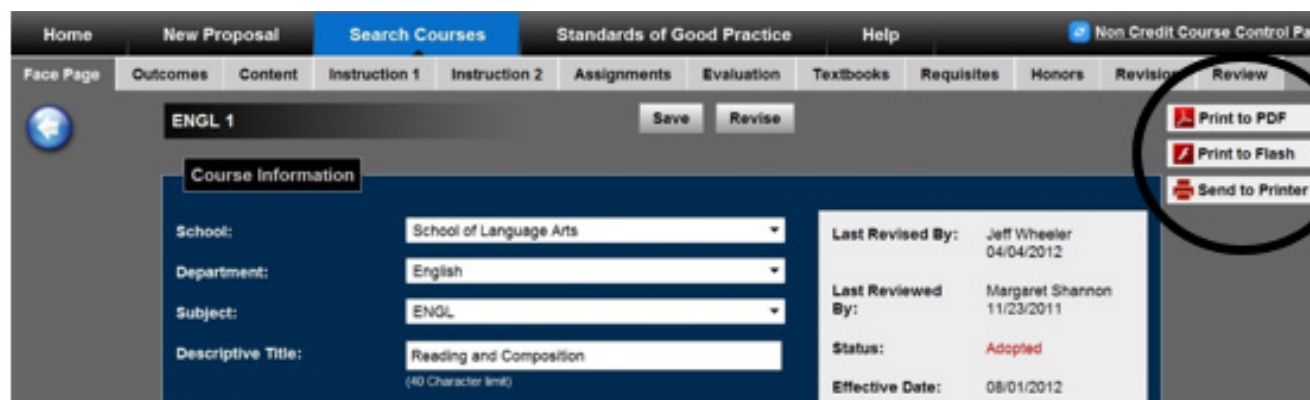 Home New Proposal Search Courses Standards of Good Practice Help Non Credit Course Control
Face Page Outcomes Content Instruction 1 Instruction 2 Assignments Evaluation Textbooks Requisites Honors Revision Review
ENGL 1 Save Revise
Print to PDF
Print to Flash
Send to Printer
Course Information
School: School of Language Arts
Department: English
Subject: ENGL
Descriptive Title: Reading and Composition
(40 Character limit)
Last Revised By: Jeff Wheeler
04/04/2012
Last Reviewed Margaret Shannon
By: 11/23/2011
Status: Adopted
Effective Date: 08/01/2012